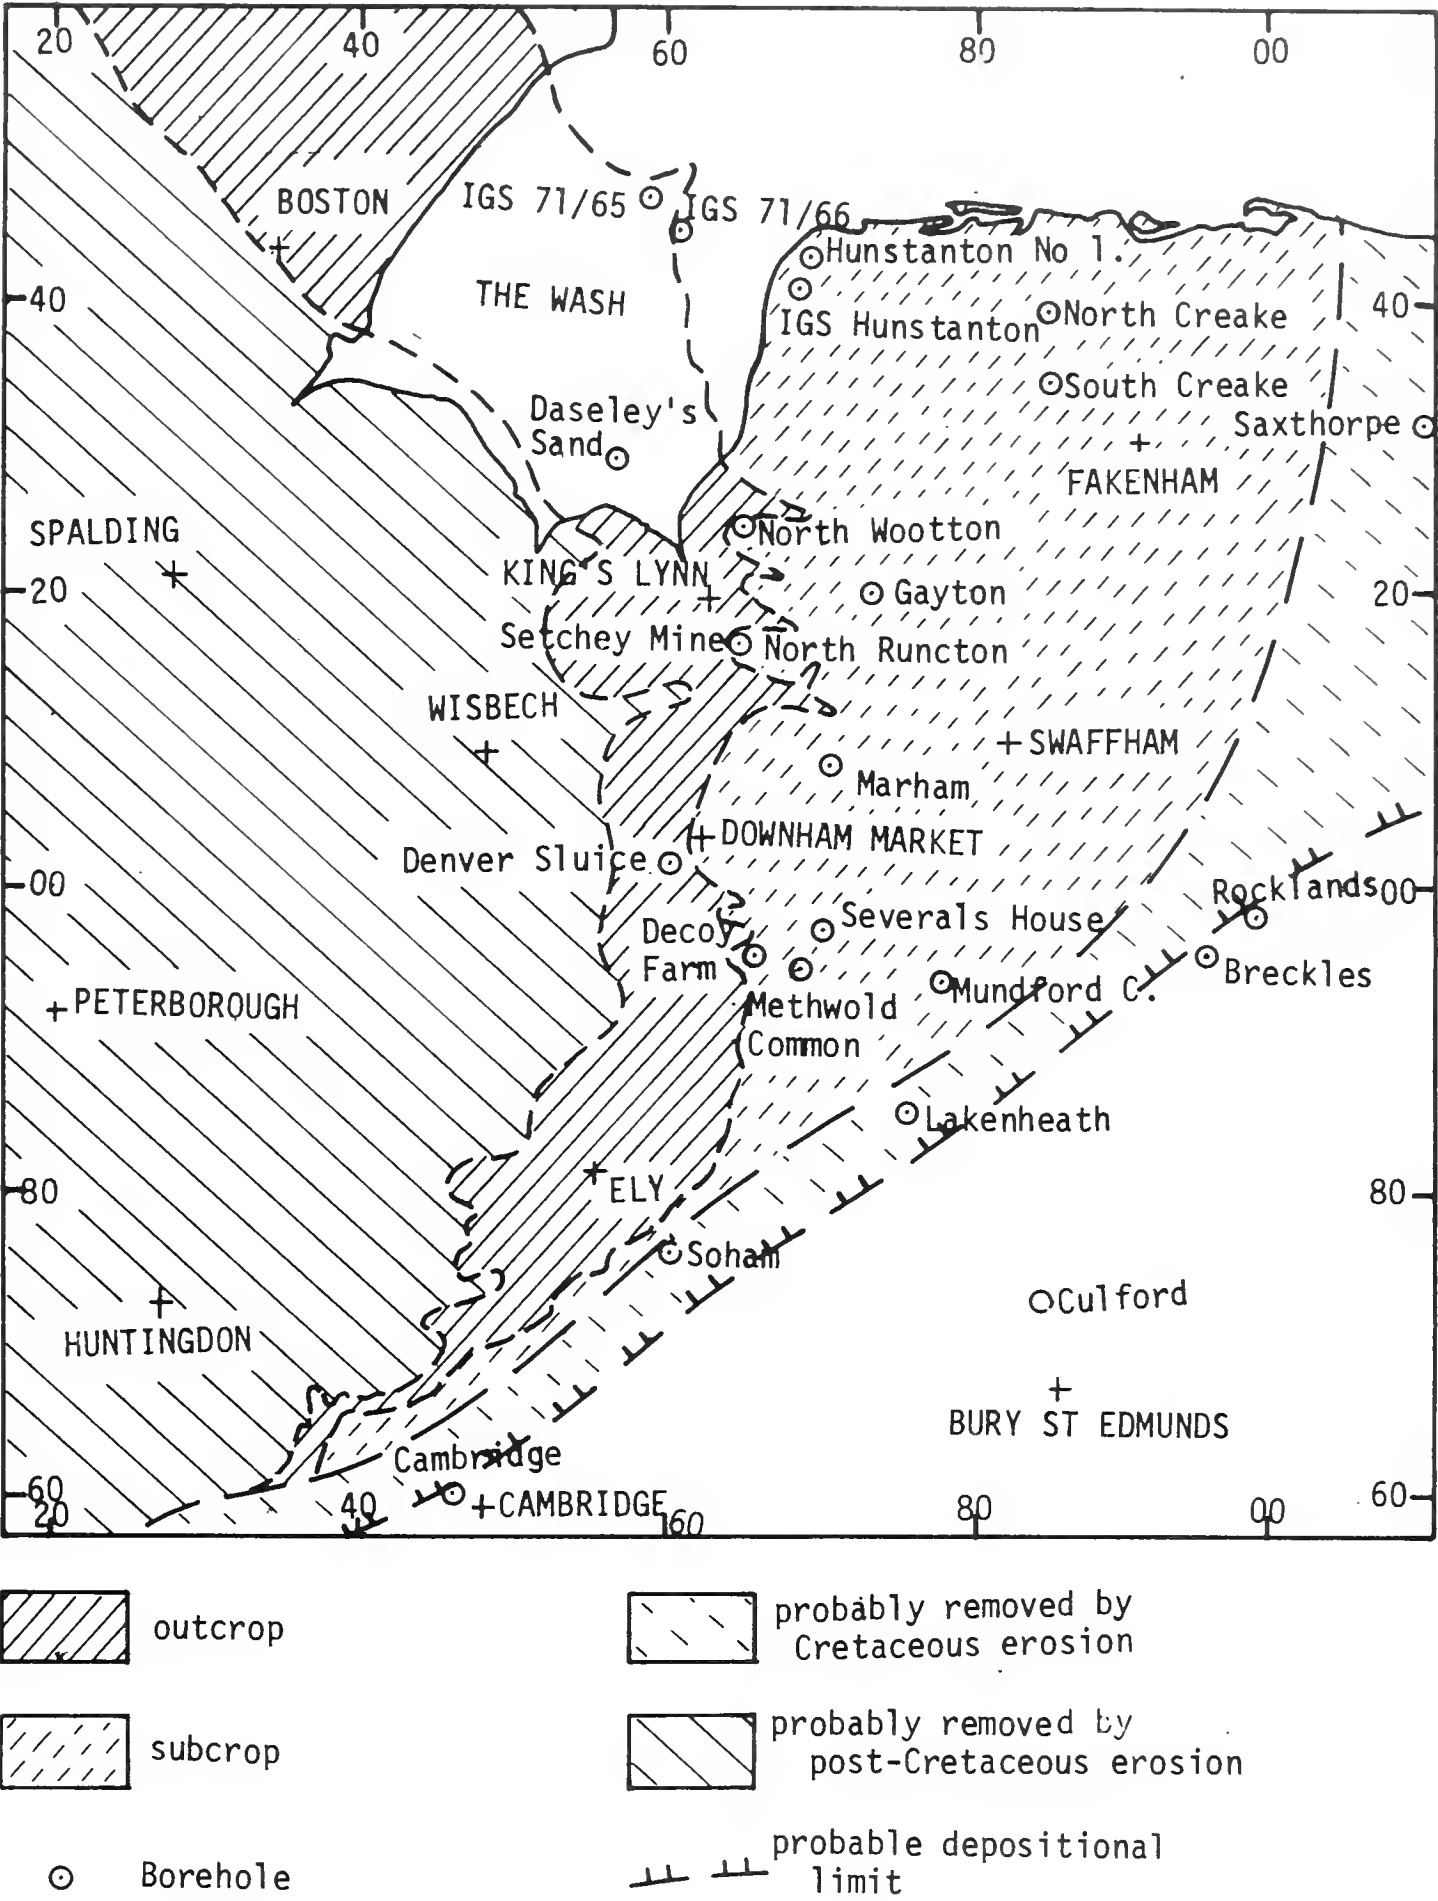 20 40 60 80 00
BOSTON
IGS 71/65
IGS 71/66
Hunstanton No 1.
THE WASH
40
IGS Hunstanton
North Creake
40
South Creake
Daseley's
Sand
Saxthorpe
FAKENHAM
SPALDING
North Wootton
KING'S LYNN
20
Gayton
20
Setchey Mine
North Runcton
WISBECH
SWAFFHAM
Marham
DOWNHAM MARKET
Denver Sluice
00
Rocklands
00
Severals House
Decoy
Farm
Breckles
PETERBOROUGH
Mundford C.
Methwold
Common
Lakenheath
80
ELY
80
Soham
Culford
HUNTINGDON
BURY ST EDMUNDS
Cambridge
60
60
20 40 CAMBRIDGE 60 80 00
outcrop
probably removed by
Cretaceous erosion
subcrop
probably removed by
post-Cretaceous erosion
Borehole
probable depositional
limit